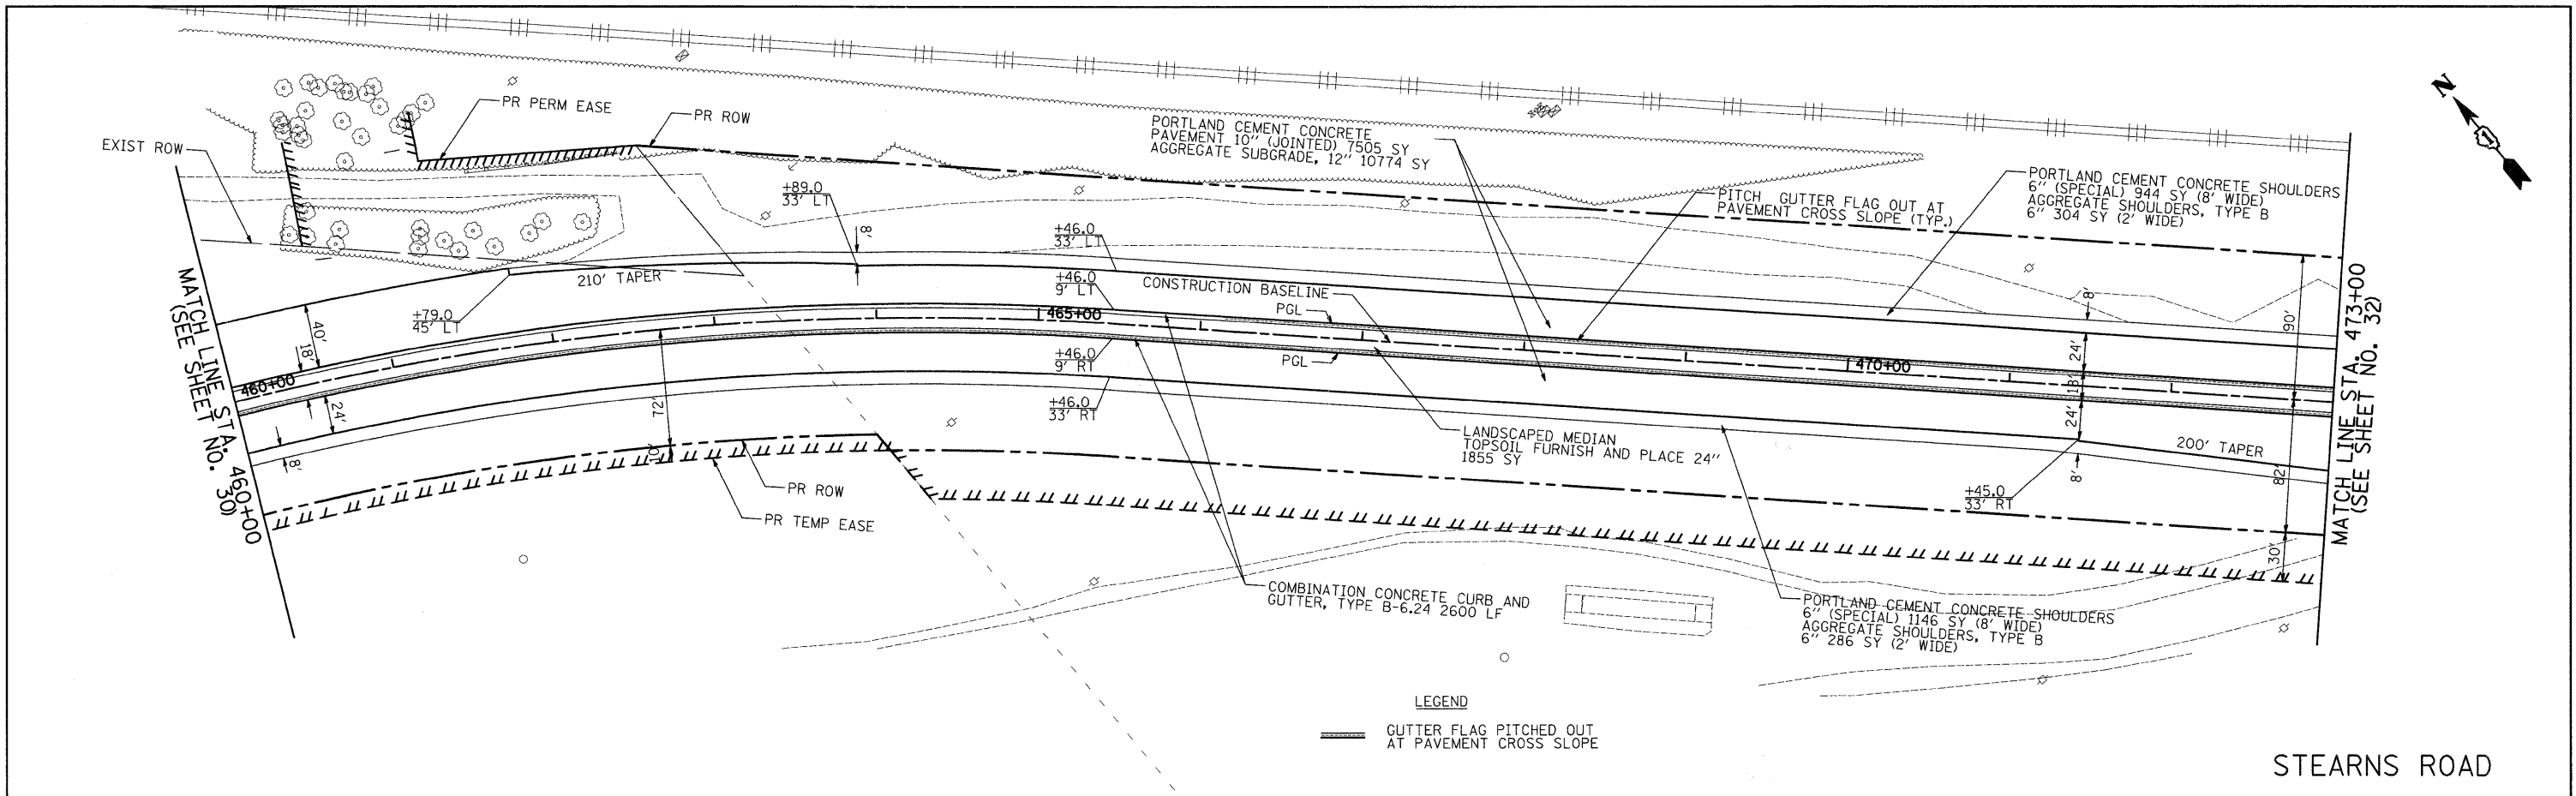 N
PR PERM EASE
PR ROW
EXIST ROW
PORTLAND CEMENT CONCRETE
PAVEMENT 10" (JOINTED) 7505 SY
AGGREGATE SUBGRADE, 12" 10774 SY
PORTLAND CEMENT CONCRETE SHOULDERS
6" (SPECIAL) 944 SY (8' WIDE)
AGGREGATE SHOULDERS, TYPE B
6" 304 SY (2' WIDE)
PITCH GUTTER FLAG OUT AT
PAVEMENT CROSS SLOPE (TYP.)
+89.0
33' LT
8'
+46.0
33' LT
210' TAPER
+46.0
9' LT
CONSTRUCTION BASELINE
PGL
+79.0
45' LT
40'
18'
460+00
24'
8'
MATCH LINE STA. 460+00
(SEE SHEET NO. 30)
465+00
+46.0
9' RT
PGL
+46.0
33' RT
72'
10'
470+00
8'
24'
18'
24'
8'
90'
82'
30'
200' TAPER
MATCH LINE STA. 473+00
(SEE SHEET NO. 32)
LANDSCAPED MEDIAN
TOPSOIL FURNISH AND PLACE 24"
1855 SY
+45.0
33' RT
PR ROW
PR TEMP EASE
COMBINATION CONCRETE CURB AND
GUTTER, TYPE B-6.24 2600 LF
PORTLAND CEMENT CONCRETE SHOULDERS
6" (SPECIAL) 1146 SY (8' WIDE)
AGGREGATE SHOULDERS, TYPE B
6" 286 SY (2' WIDE)
LEGEND
GUTTER FLAG PITCHED OUT
AT PAVEMENT CROSS SLOPE
STEARNS ROAD